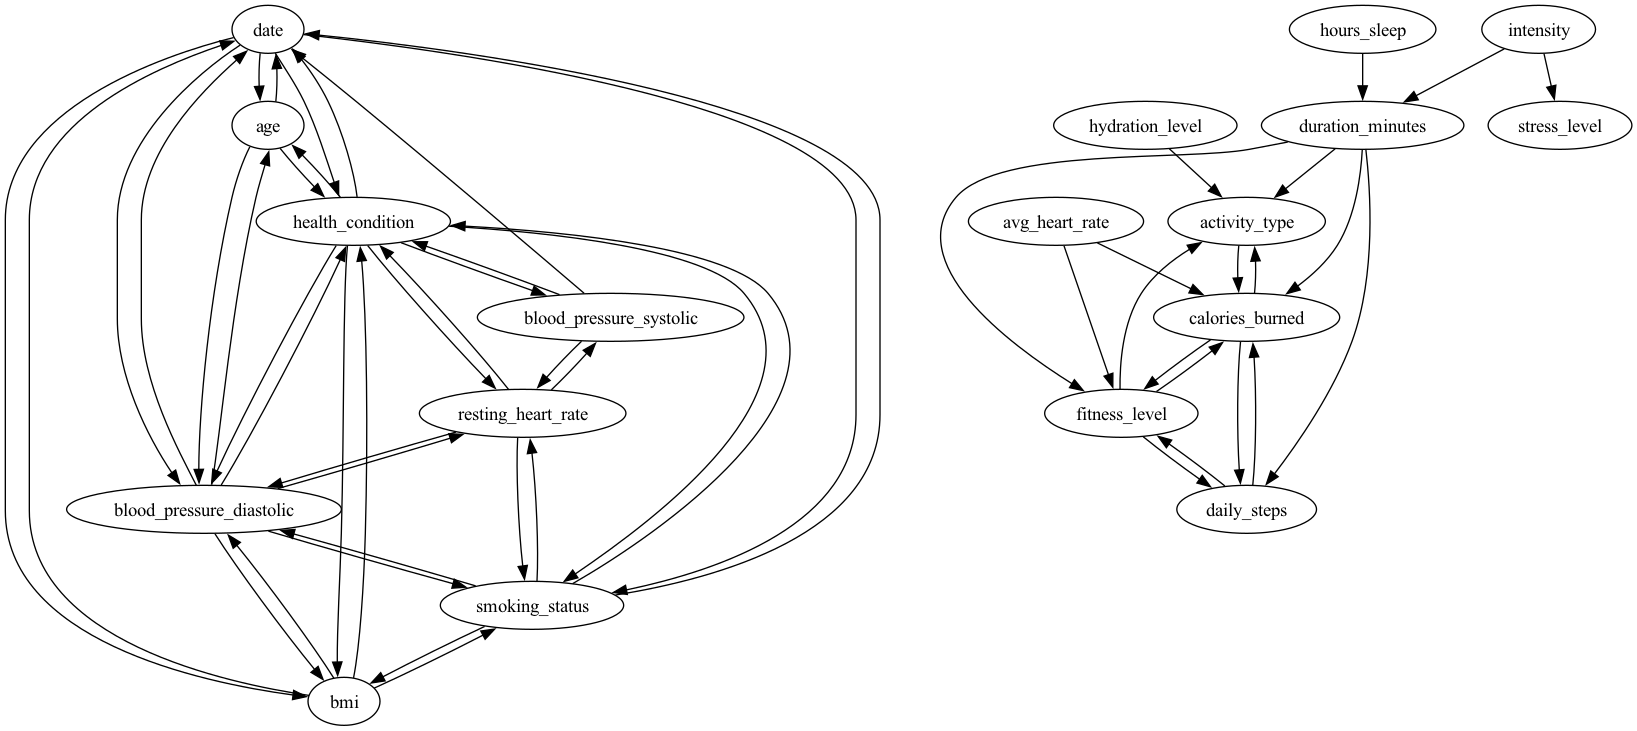 date
hours_sleep
intensity
age
hydration_level
duration_minutes
stress_level
health_condition
avg_heart_rate
activity_type
blood_pressure_systolic
calories_burned
resting_heart_rate
fitness_level
blood_pressure_diastolic
daily_steps
smoking_status
bmi